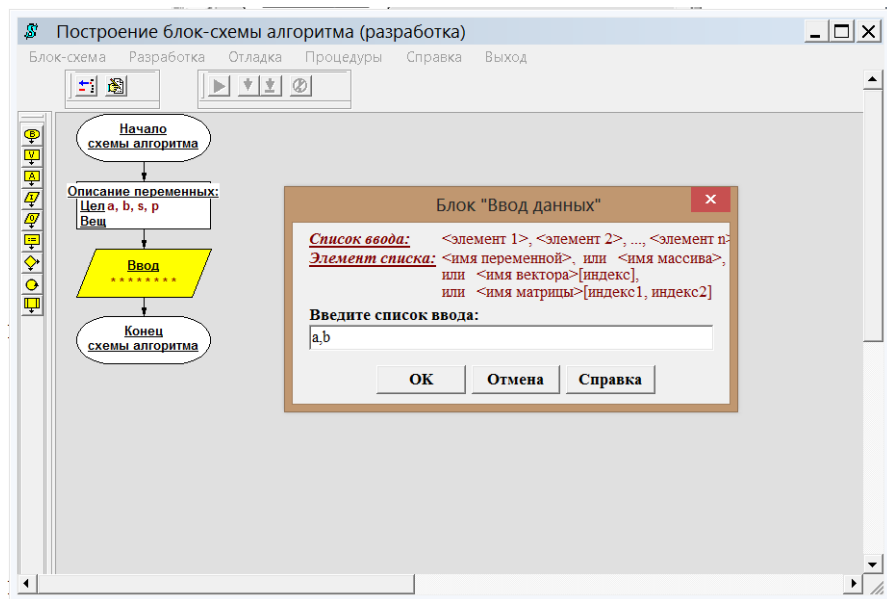 Построение блок-схемы алгоритма (разработка)
Блок-схема Разработка Отладка Процедуры Справка Выход
Начало
схемы алгоритма
Описание переменных:
Цел a, b, s, p
Вещ
Ввод
* * * * * * * *
Конец
схемы алгоритма
Блок "Ввод данных"
Список ввода: <элемент 1>, <элемент 2>, ..., <элемент n>
Элемент списка: <имя переменной>, или <имя массива>,
или <имя вектора>[индекс],
или <имя матрицы>[индекс1, индекс2]
Введите список ввода:
a,b
ОК Отмена Справка